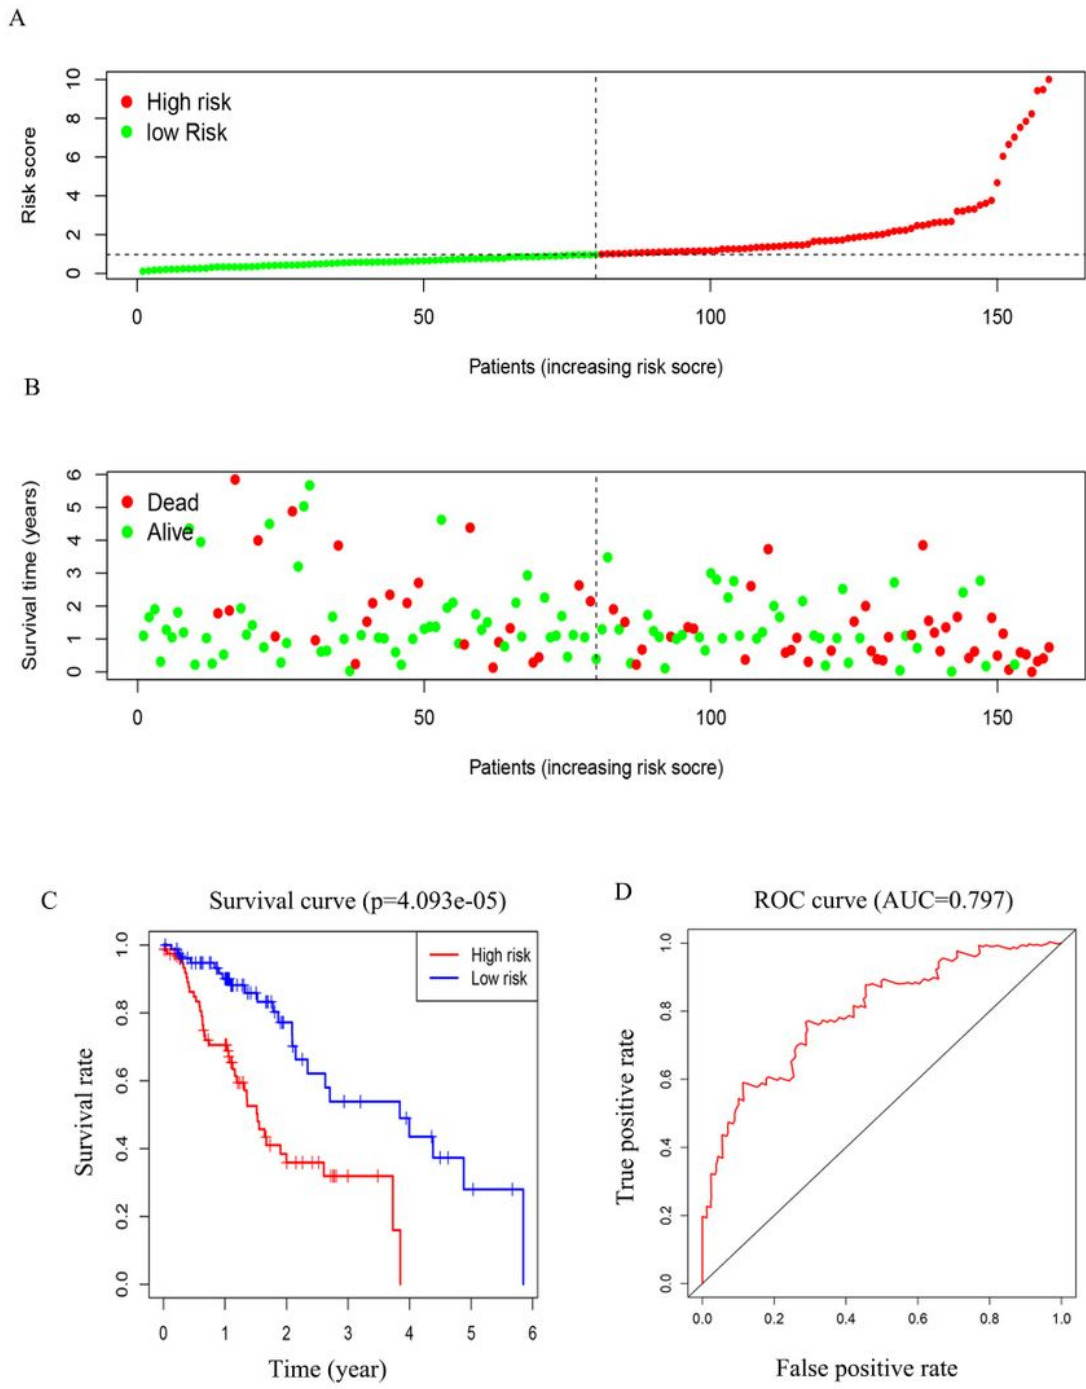 A
Risk score
10
8
6
4
2
0
High risk
low Risk
0 50 100 150
Patients (increasing risk socre)
B
Survival time (years)
6
5
4
3
2
1
0
Dead
Alive
0 50 100 150
Patients (increasing risk socre)
C
Survival curve (p=4.093e-05)
Survival rate
1.0
0.8
0.6
0.4
0.2
0.0
High risk
Low risk
0 1 2 3 4 5 6
Time (year)
D
ROC curve (AUC=0.797)
True positive rate
1.0
0.8
0.6
0.4
0.2
0.0
0.0 0.2 0.4 0.6 0.8 1.0
False positive rate